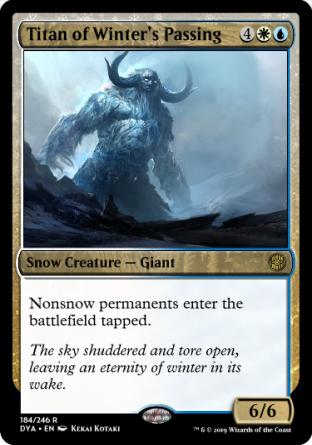 Titan of Winter's Passing 4
Snow Creature — Giant
Nonsnow permanents enter the
battlefield tapped.
The sky shuddered and tore open,
leaving an eternity of winter in its
wake.
6/6
184/246 R
DYA • EN KEKAI KOTAKI
™ & © 2019 Wizards of the Coast